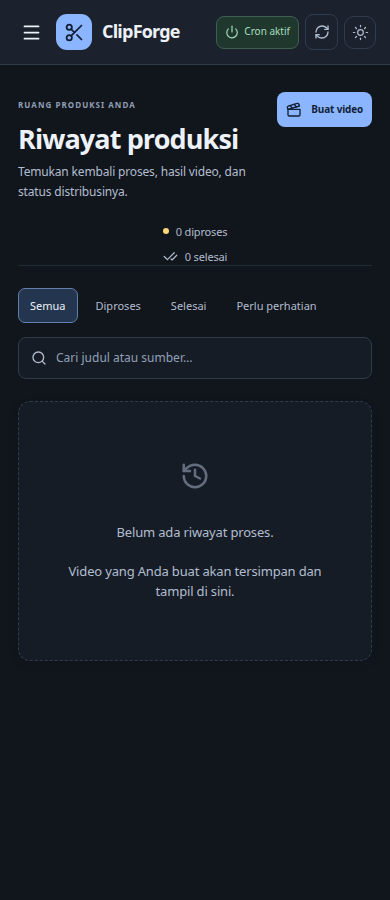 ClipForge
Cron aktif
RUANG PRODUKSI ANDA
Buat video
Riwayat produksi
Temukan kembali proses, hasil video, dan
status distribusinya.
0 diproses
0 selesai
Semua
Diproses
Selesai
Perlu perhatian
Cari judul atau sumber...
Belum ada riwayat proses.
Video yang Anda buat akan tersimpan dan
tampil di sini.